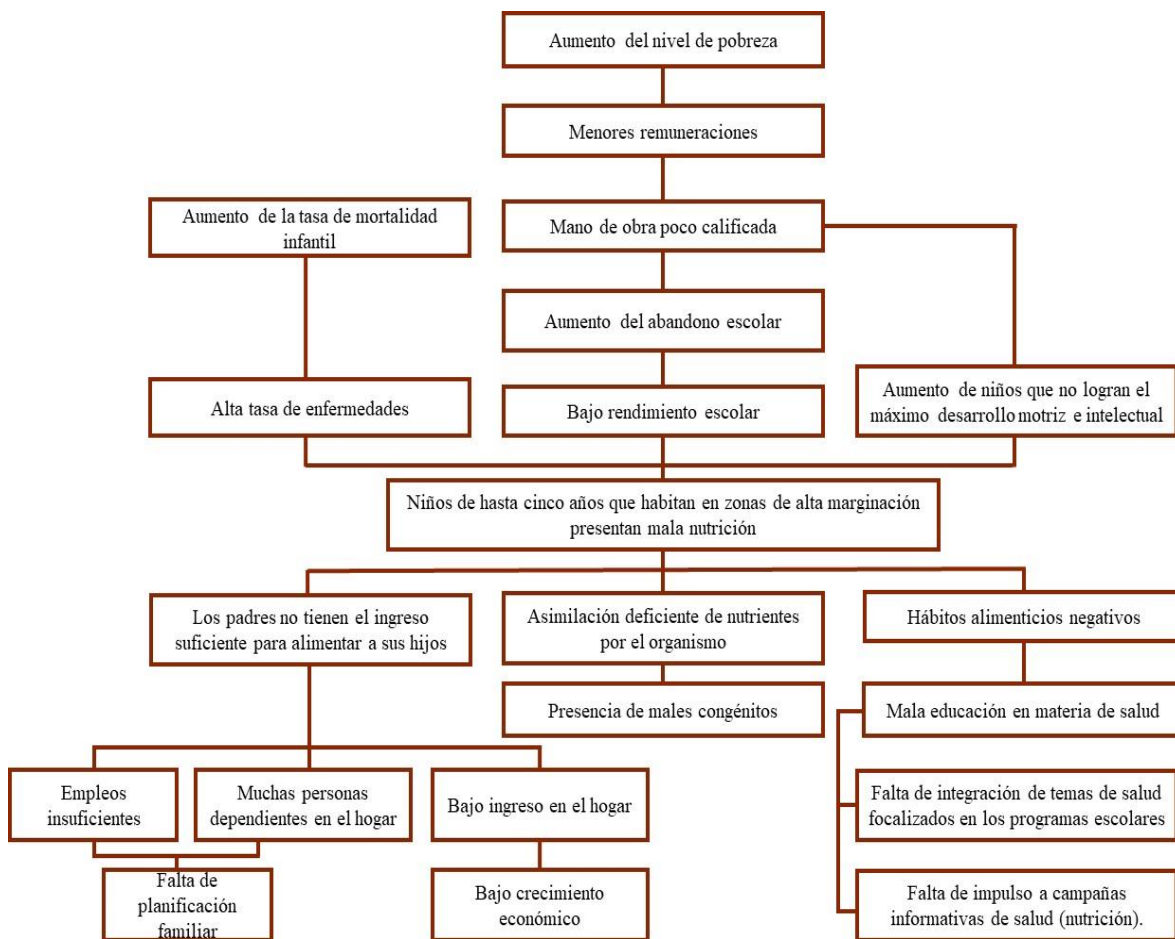 Aumento del nivel de pobreza
Menores remuneraciones
Aumento de la tasa de mortalidad
infantil
Mano de obra poco calificada
Aumento del abandono escolar
Alta tasa de enfermedades
Bajo rendimiento escolar
Aumento de niños que no logran el
máximo desarrollo motriz e intelectual
Niños de hasta cinco años que habitan en zonas de alta marginación
presentan mala nutrición
Los padres no tienen el ingreso
suficiente para alimentar a sus hijos
Asimilación deficiente de nutrientes
por el organismo
Hábitos alimenticios negativos
Presencia de males congénitos
Mala educación en materia de salud
Empleos
insuficientes
Muchas personas
dependientes en el hogar
Bajo ingreso en el hogar
Falta de integración de temas de salud
focalizados en los programas escolares
Falta de
planificación
familiar
Bajo crecimiento
económico
Falta de impulso a campañas
informativas de salud (nutrición).